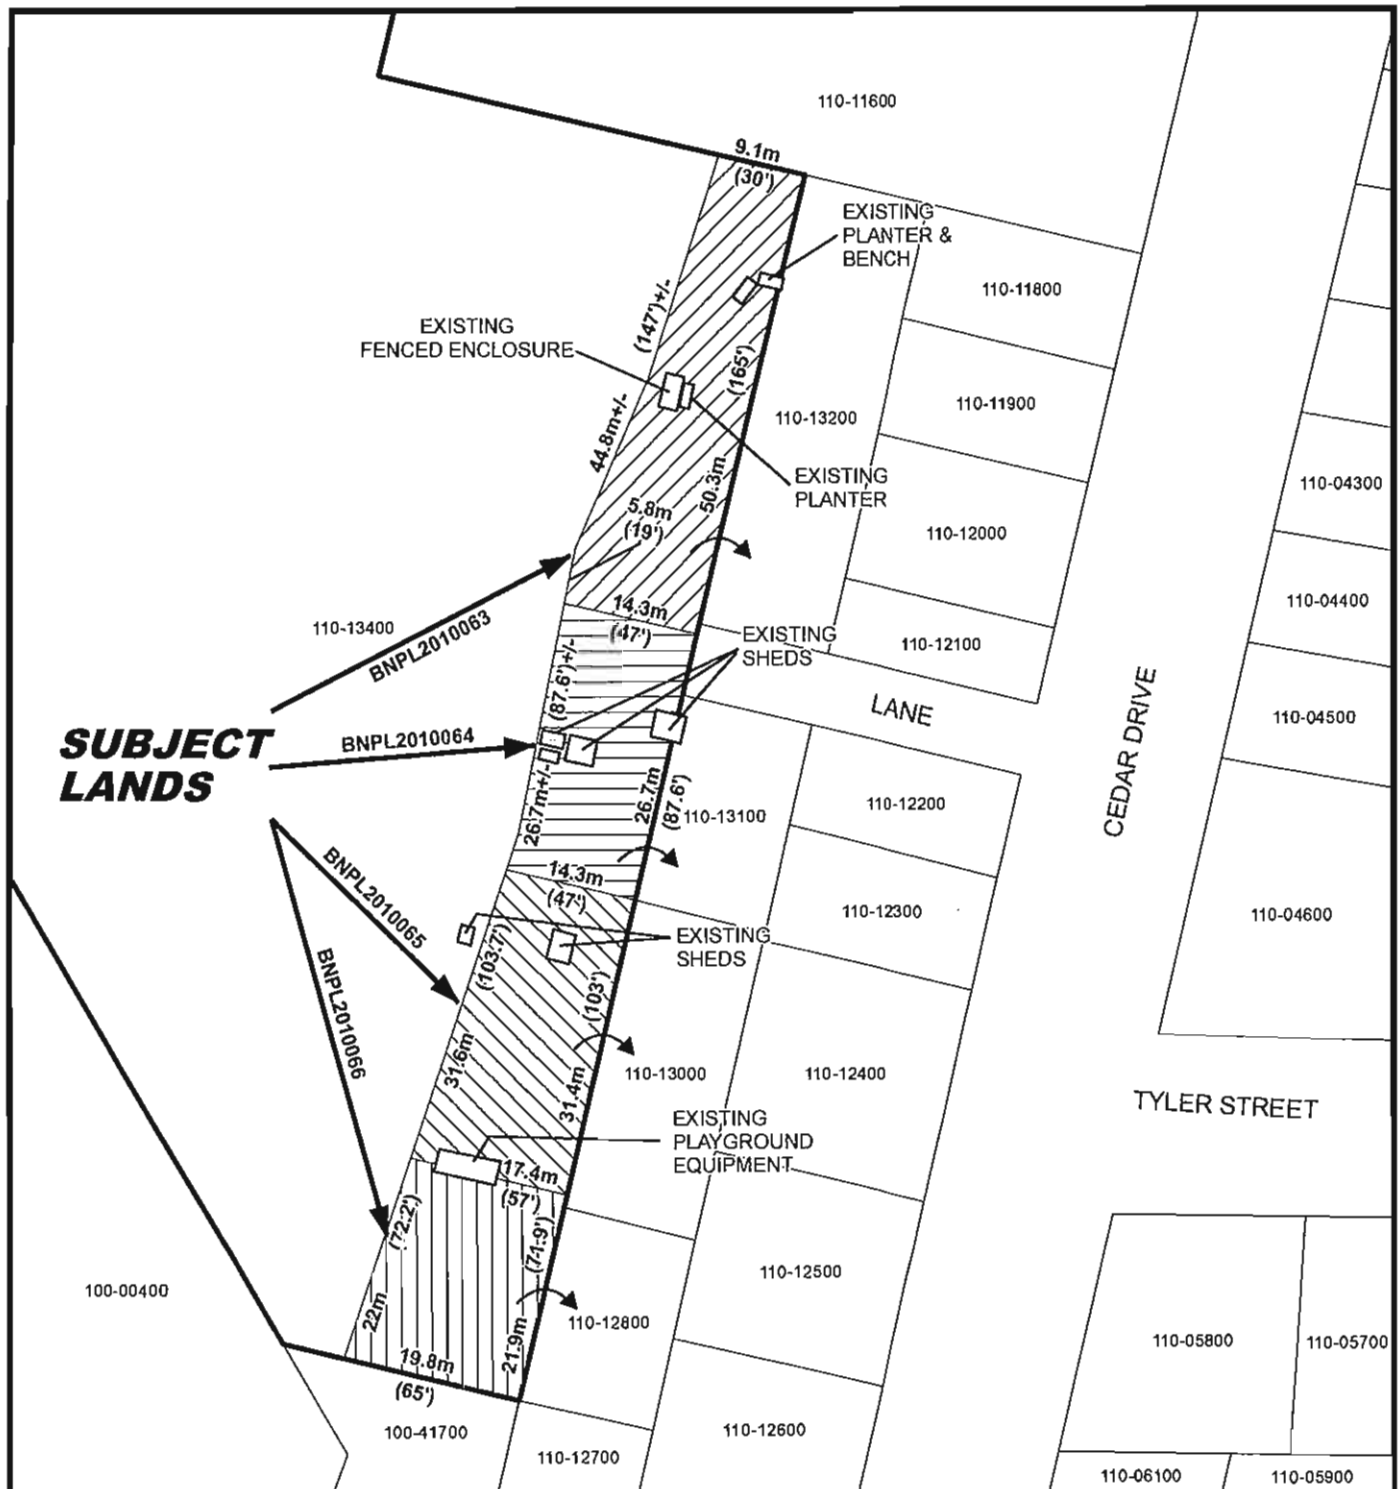 110-11600
9.1m
(30')
EXISTING
PLANTER &
BENCH
110-11800
(147')+/-
EXISTING
FENCED ENCLOSURE
(165')
110-11900
110-13200
44.8m+/-
50.3m
EXISTING
PLANTER
110-04300
5.8m
(19')
110-12000
14.3m
(47')
110-04400
110-13400
BNPL2010063
EXISTING
SHEDS
110-12100
(87.6')+/-
LANE
110-04500
SUBJECT
LANDS
BNPL2010064
CEDAR DRIVE
26.7m+/-
26.7m
(87.6')
110-13100
110-12200
14.3m
(47')
BNPL2010065
110-12300
110-04600
(103.7')
EXISTING
SHEDS
BNPL2010066
(103')
31.6m
31.4m
110-13000
110-12400
TYLER STREET
EXISTING
PLAYGROUND
EQUIPMENT
17.4m
(57')
(72.2')
(71.9')
110-12500
100-00400
22m
21.9m
110-12800
110-05800
110-05700
19.8m
(65')
100-41700
110-12700
110-12600
110-06100
110-05900